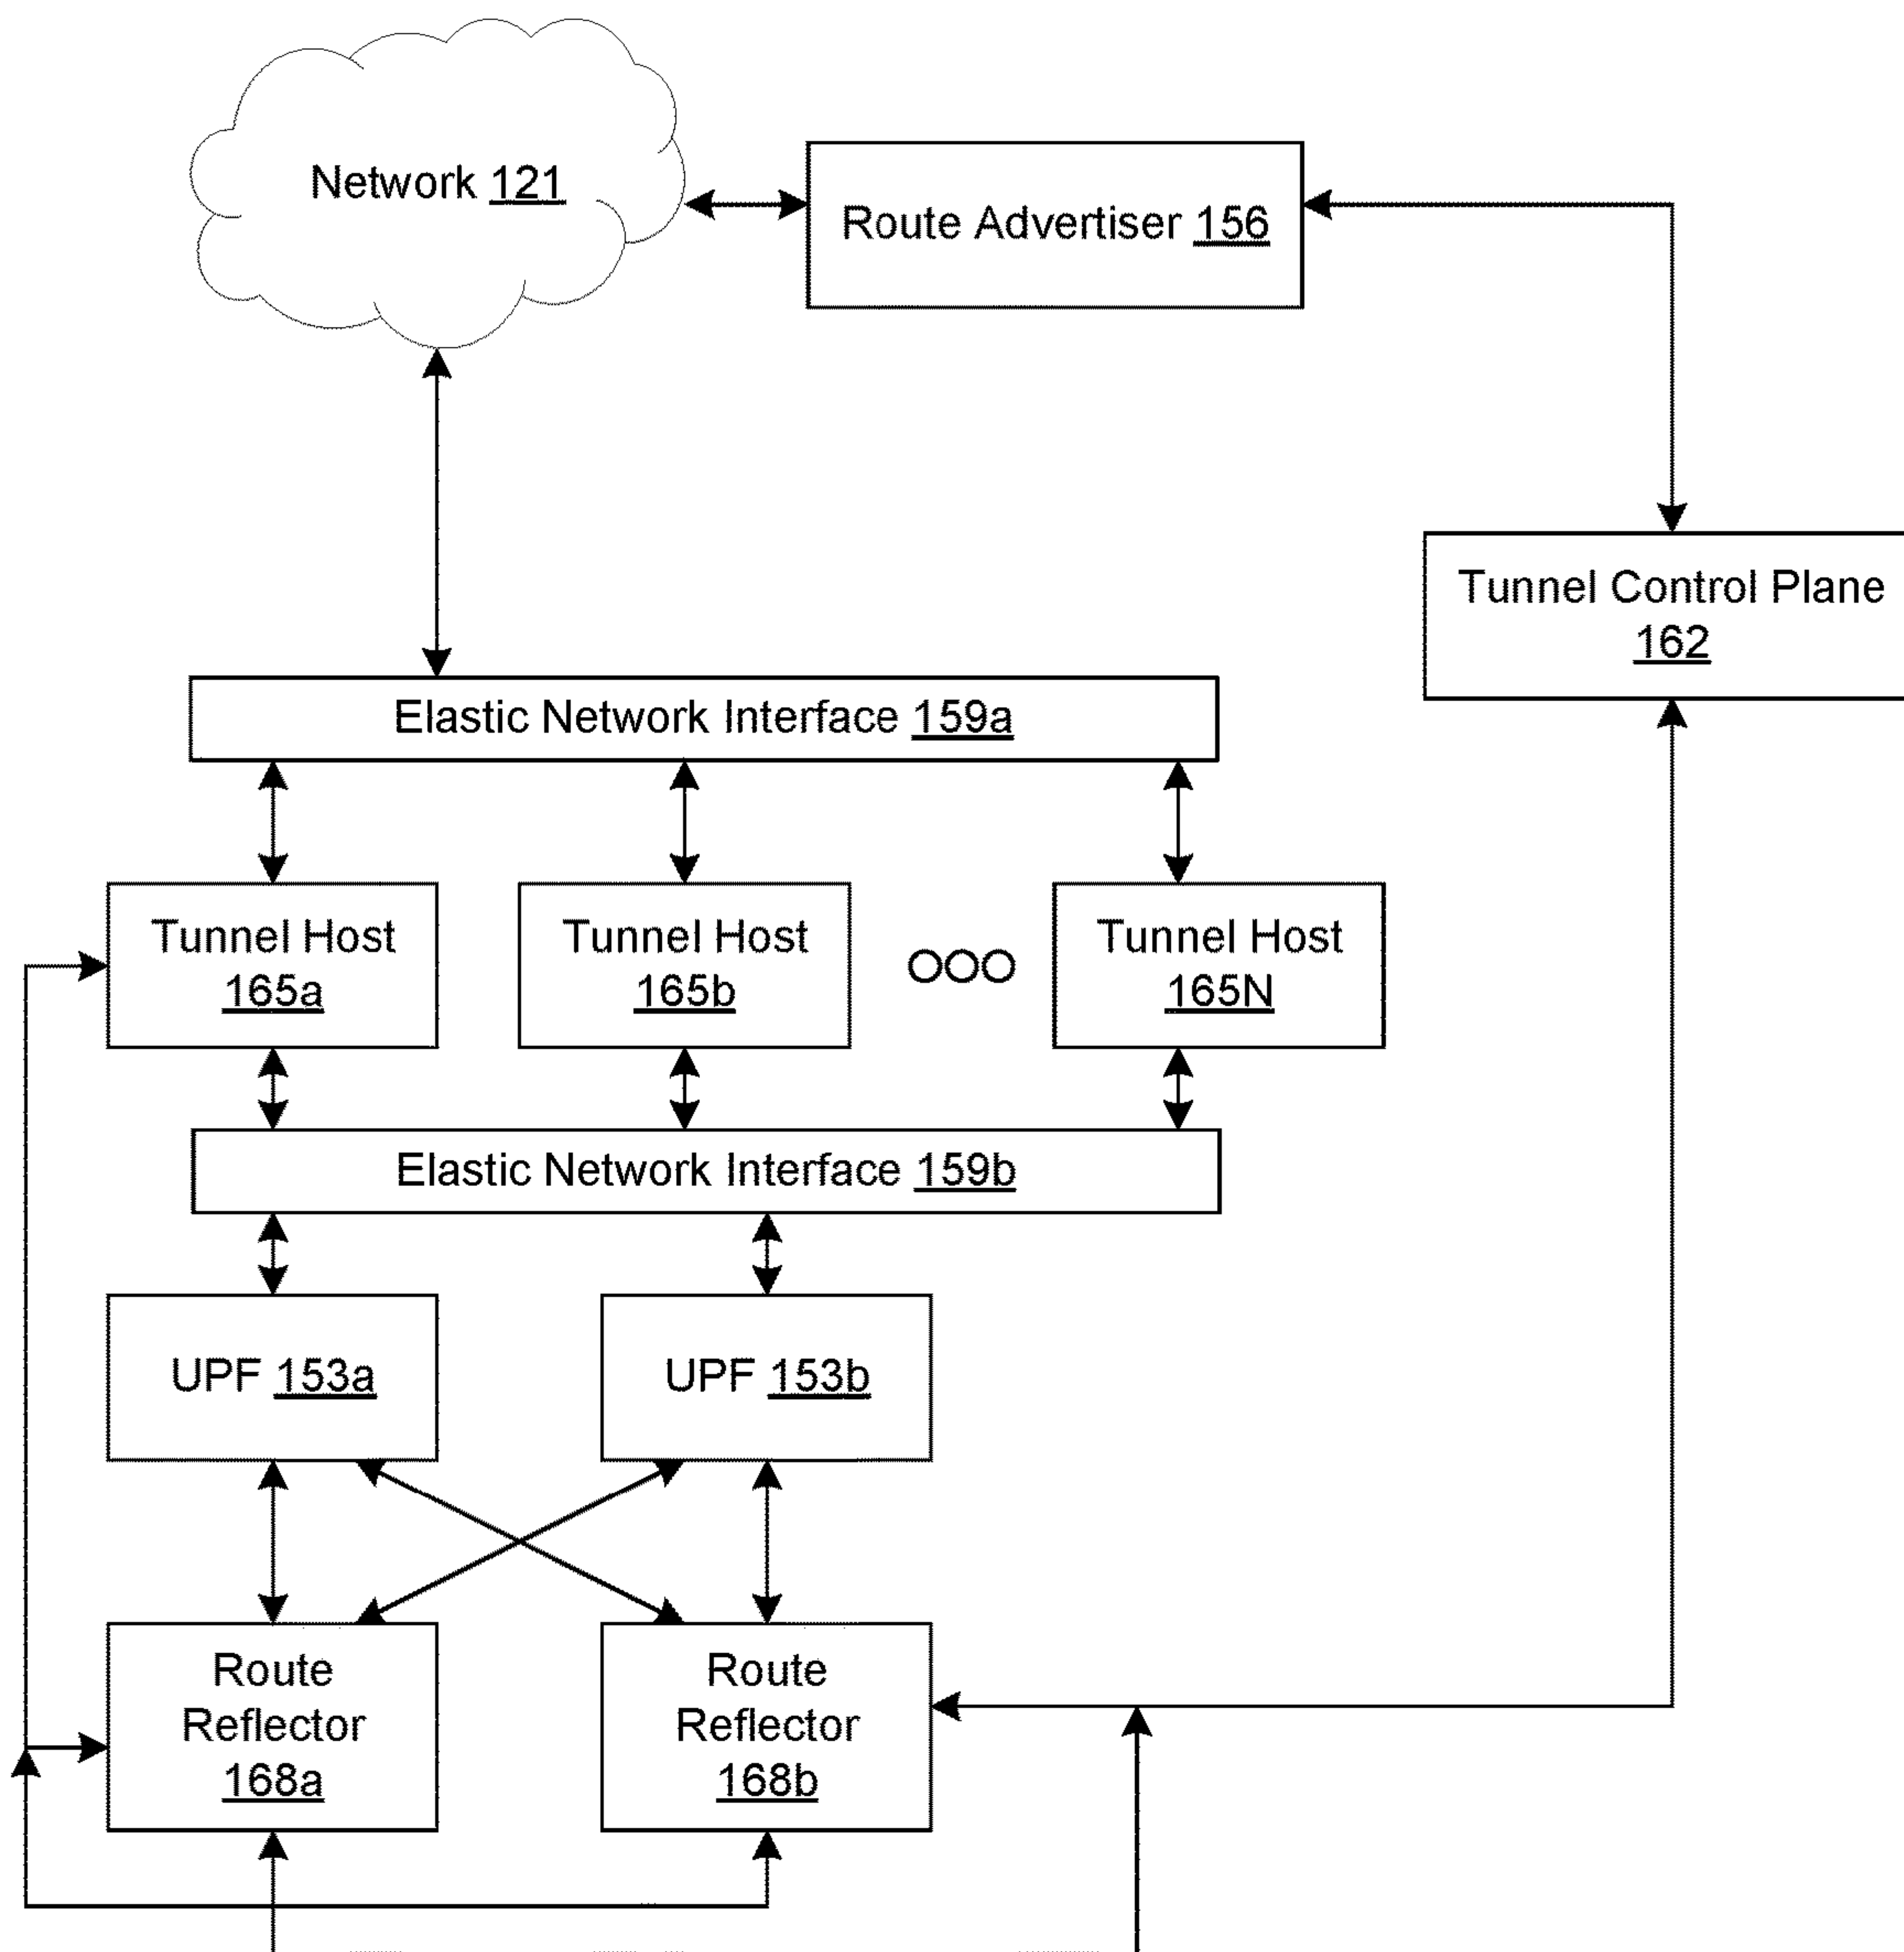 Network 121
Route Advertiser 156
Tunnel Control Plane
162
Elastic Network Interface 159a
Tunnel Host
165a
Tunnel Host
165b
Tunnel Host
165N
Elastic Network Interface 159b
UPF 153a
UPF 153b
Route
Reflector
168a
Route
Reflector
168b